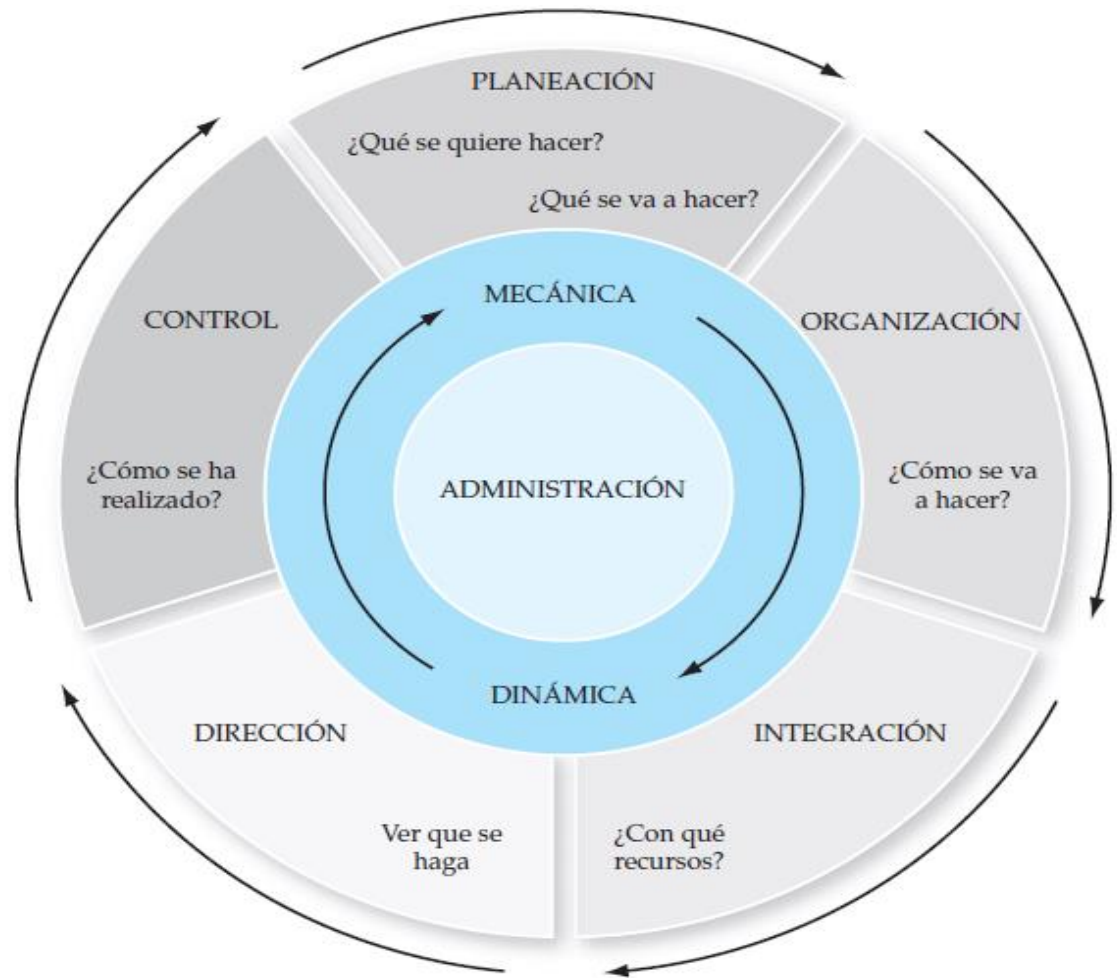 PLANEACIÓN
¿Qué se quiere hacer?
¿Qué se va a hacer?
MECÁNICA
CONTROL
ORGANIZACIÓN
¿Cómo se ha
realizado?
ADMINISTRACIÓN
¿Cómo se va
a hacer?
DINÁMICA
DIRECCIÓN
INTEGRACIÓN
Ver que se
haga
¿Con qué
recursos?